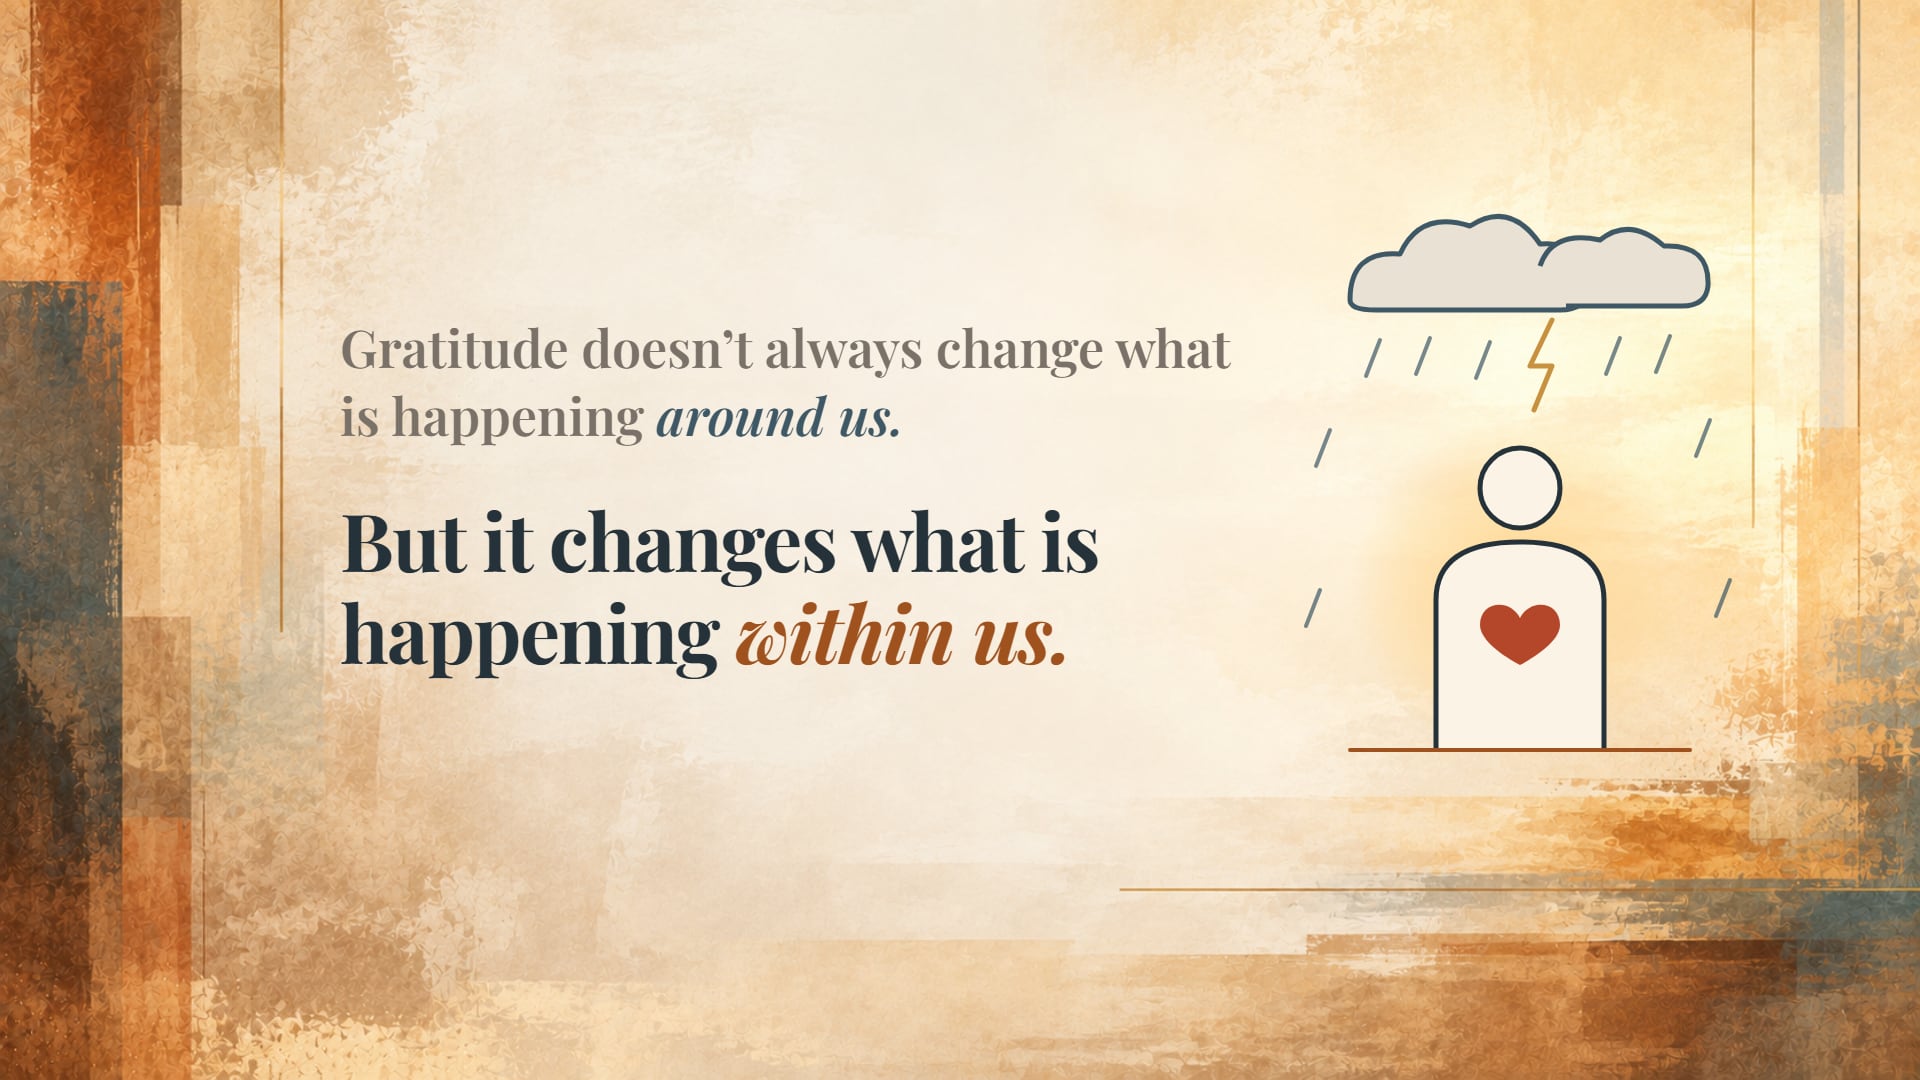 Gratitude doesn’t always change what
is happening around us.
But it changes what is
happening within us.